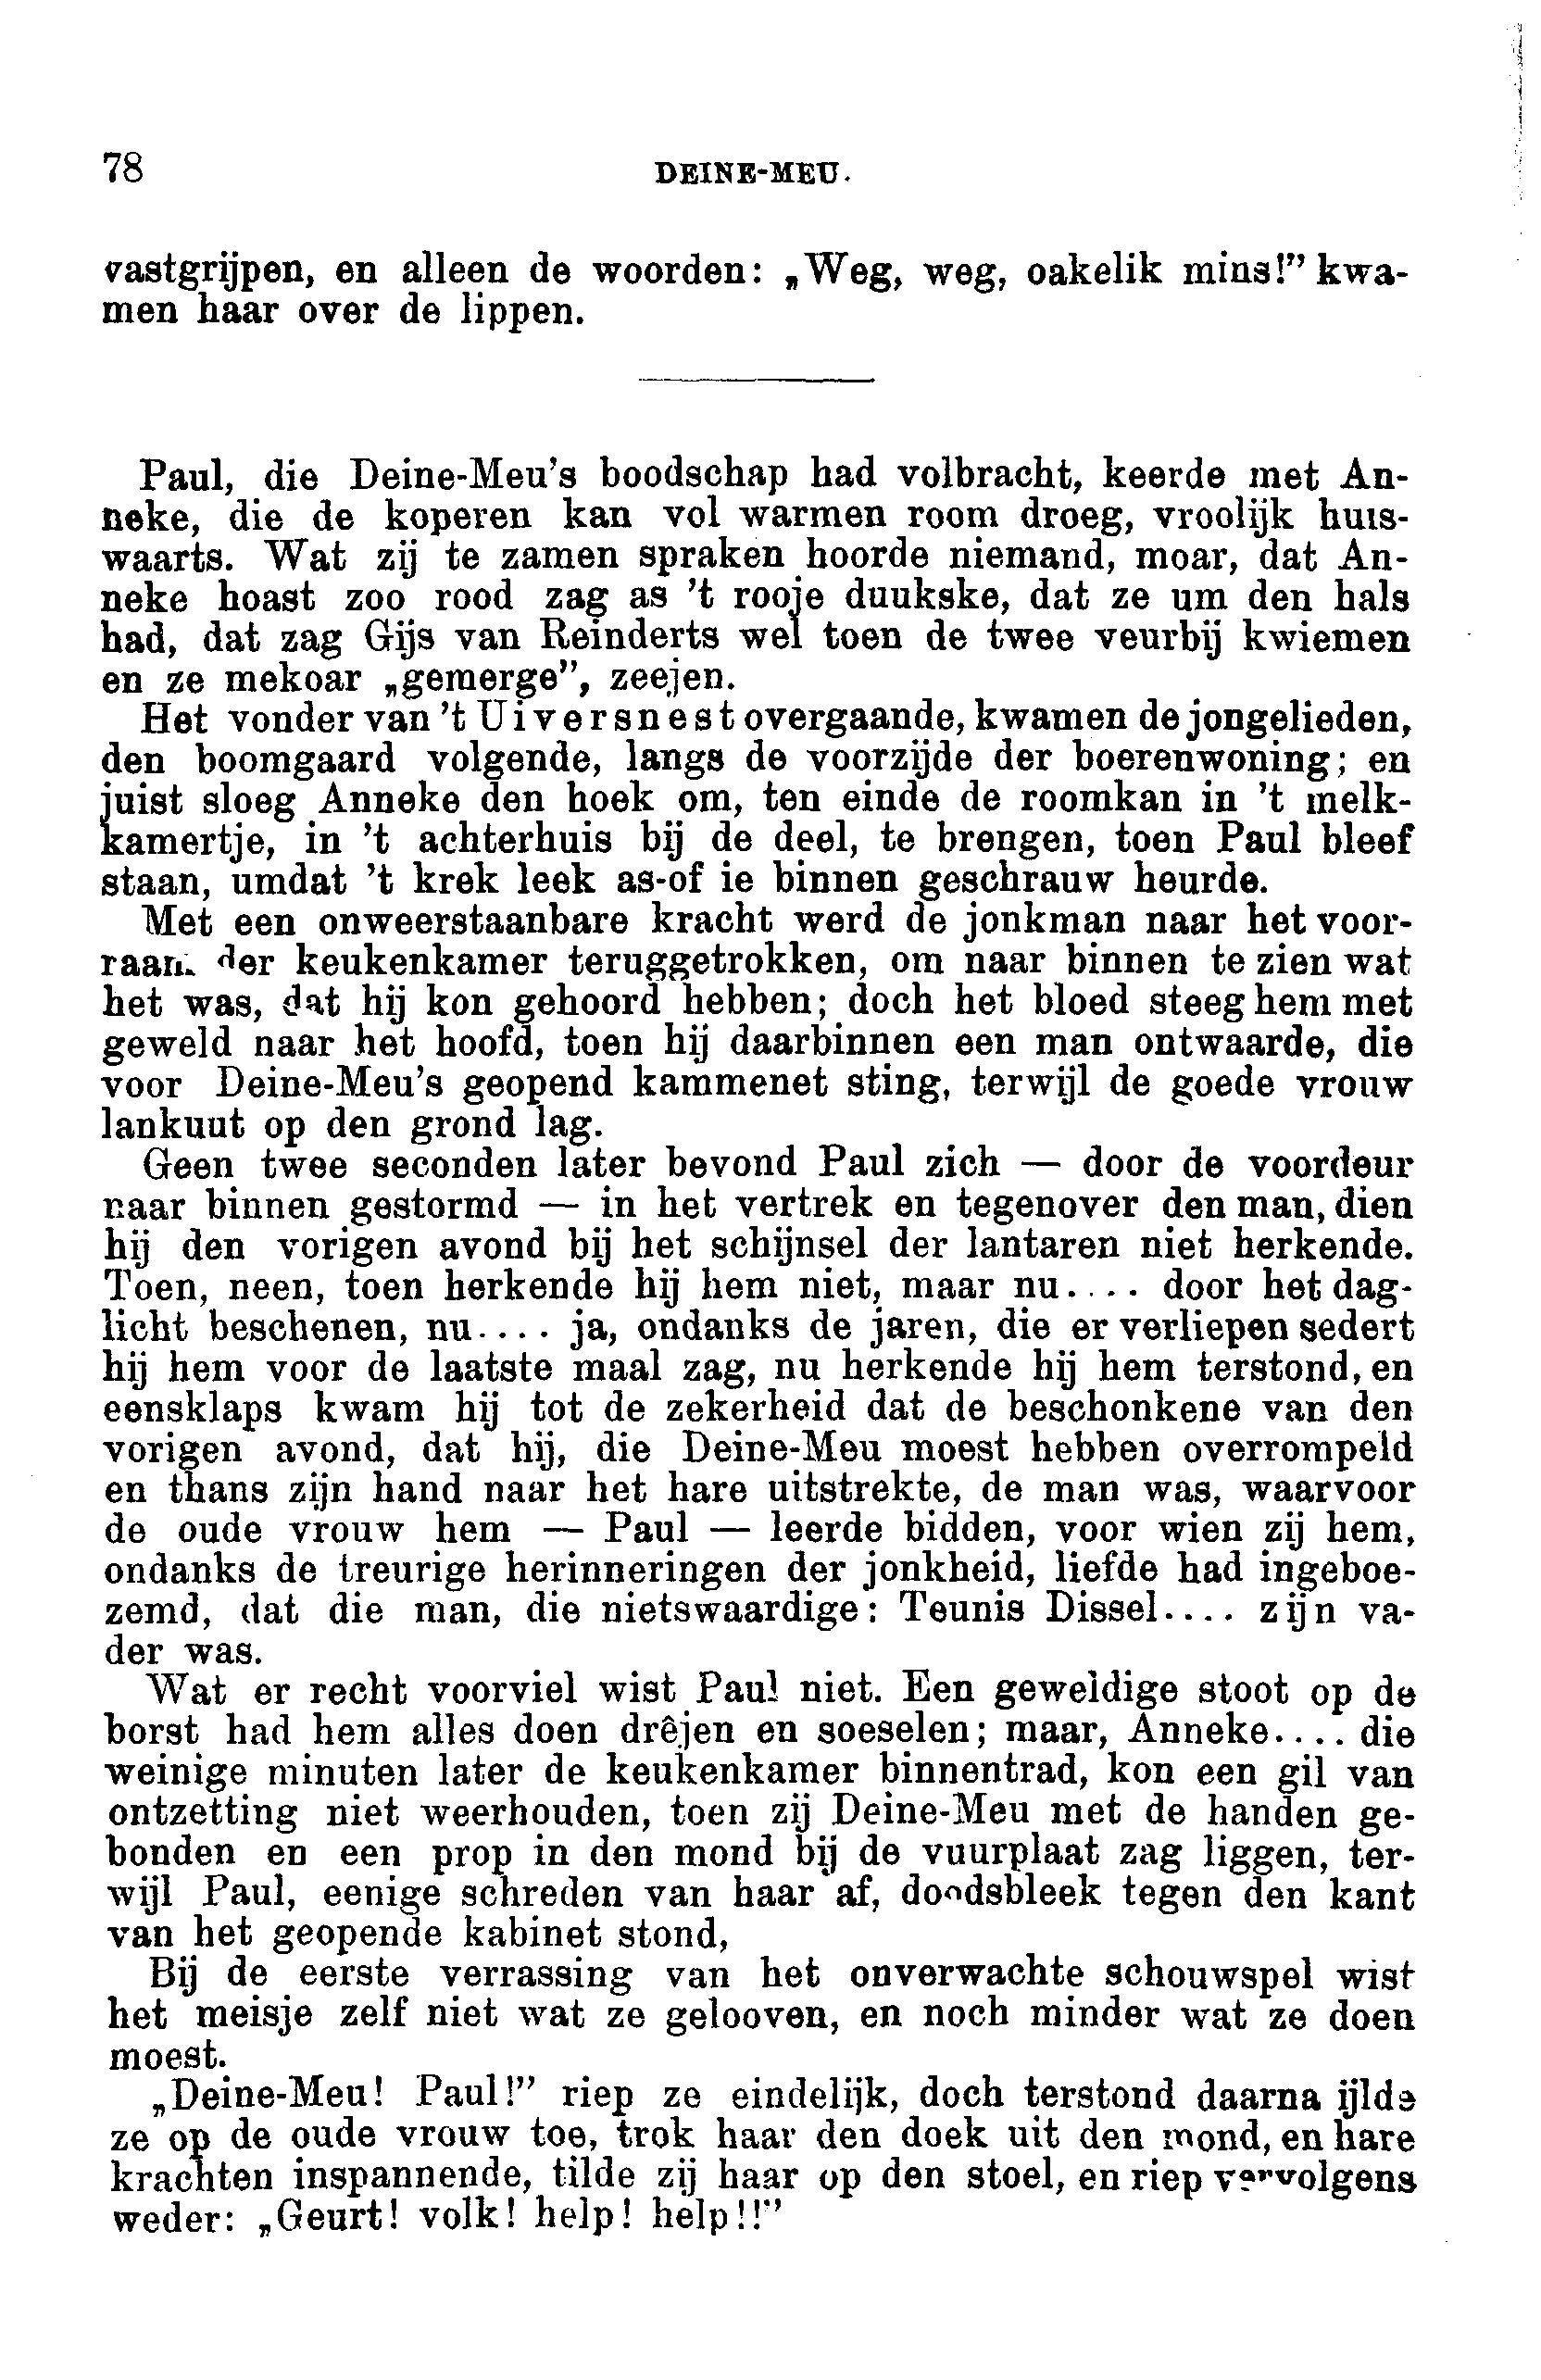 78 DEINE-MEU.
vastgrijpen, en alleen de woorden: „Weg, weg, oakelik mins!” kwa-
men haar over de lippen.
Paul, die Deine-Meu's boodschap had volbracht, keerde met An-
neke, die de koperen kan vol warmen room droeg, vroolijk huis-
waarts. Wat zij te zamen spraken hoorde niemand, moar, dat An-
neke hoast zoo rood zag as 't rooje duukske, dat ze um den hals
had, dat zag Gijs van Reinderts wel toen de twee veurbij kwiemen
en ze mekoar „gemerge”, zeejen.
Het vonder van 't Uiversnest overgaande, kwamen de jongelieden,
den boomgaard volgende, langs de voorzijde der boerenwoning; en
juist sloeg Anneke den hoek om, ten einde de roomkan in 't melk-
kamertje, in 't achterhuis bij de deel, te brengen, toen Paul bleef
staan, umdat 't krek leek as-of ie binnen geschrauw heurde.
Met een onweerstaanbare kracht werd de jonkman naar het voor-
raam der keukenkamer teruggetrokken, om naar binnen te zien wat
het was, dat hij kon gehoord hebben; doch het bloed steeg hem met
geweld naar het hoofd, toen hij daarbinnen een man ontwaarde, die
voor Deine-Meu's geopend kammenet sting, terwijl de goede vrouw
lankuut op den grond lag.
Geen twee seconden later bevond Paul zich — door de voordeur
naar binnen gestormd — in het vertrek en tegenover den man, dien
hij den vorigen avond bij het schijnsel der lantaren niet herkende.
Toen, neen, toen herkende hij hem niet, maar nu.... door het dag-
licht beschenen, nu.... ja, ondanks de jaren, die er verliepen sedert
hij hem voor de laatste maal zag, nu herkende hij hem terstond, en
eensklaps kwam hij tot de zekerheid dat de beschonkene van den
vorigen avond, dat hij, die Deine-Meu moest hebben overrompeld
en thans zijn hand naar het hare uitstrekte, de man was, waarvoor
de oude vrouw hem — Paul — leerde bidden, voor wien zij hem,
ondanks de treurige herinneringen der jonkheid, liefde had ingeboe-
zemd, dat die man, die nietswaardige: Teunis Dissel.... zijn va-
der was.
Wat er recht voorviel wist Paul niet. Een geweldige stoot op de
borst had hem alles doen drêjen en soeselen; maar, Anneke.... die
weinige minuten later de keukenkamer binnentrad, kon een gil van
ontzetting niet weerhouden, toen zij Deine-Meu met de handen ge-
bonden en een prop in den mond bij de vuurplaat zag liggen, ter-
wijl Paul, eenige schreden van haar af, doodsbleek tegen den kant
van het geopende kabinet stond,
Bij de eerste verrassing van het onverwachte schouwspel wist
het meisje zelf niet wat ze gelooven, en noch minder wat ze doen
moest.
„Deine-Meu! Paul!” riep ze eindelijk, doch terstond daarna ijlde
ze op de oude vrouw toe, trok haar den doek uit den mond, en hare
krachten inspannende, tilde zij haar op den stoel, en riep vervolgens
weder: „Geurt! volk! help! help!!”